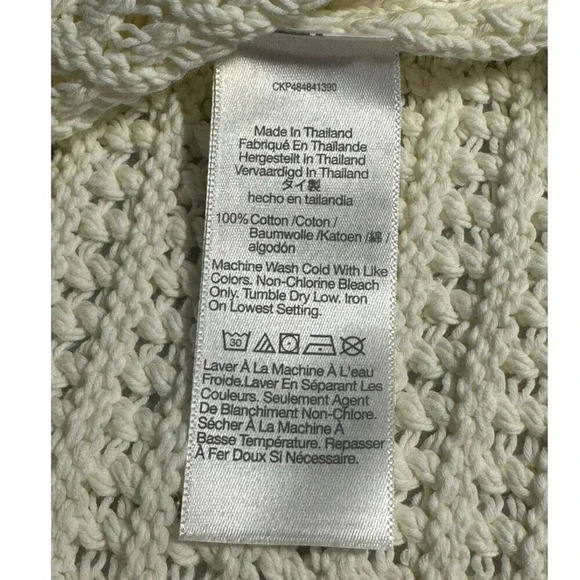 CKP484841390
Made In Thailand
Fabriqué En Thaïlande
Hergestellt in Thailand
Vervaardigd In Thailand
タイ製
hecho en tailandia
100% Cotton /Coton /
Baumwolle /Katoen /綿 /
algodón
Machine Wash Cold With Like
Colors. Non-Chlorine Bleach
Only. Tumble Dry Low. Iron
On Lowest Setting.
30
Laver À La Machine À L'eau
Froide.Laver En Séparant Les
Couleurs. Seulement Agent
De Blanchiment Non-Chlore.
Sécher À La Machine À
Basse Température. Repasser
À Fer Doux Si Nécessaire.